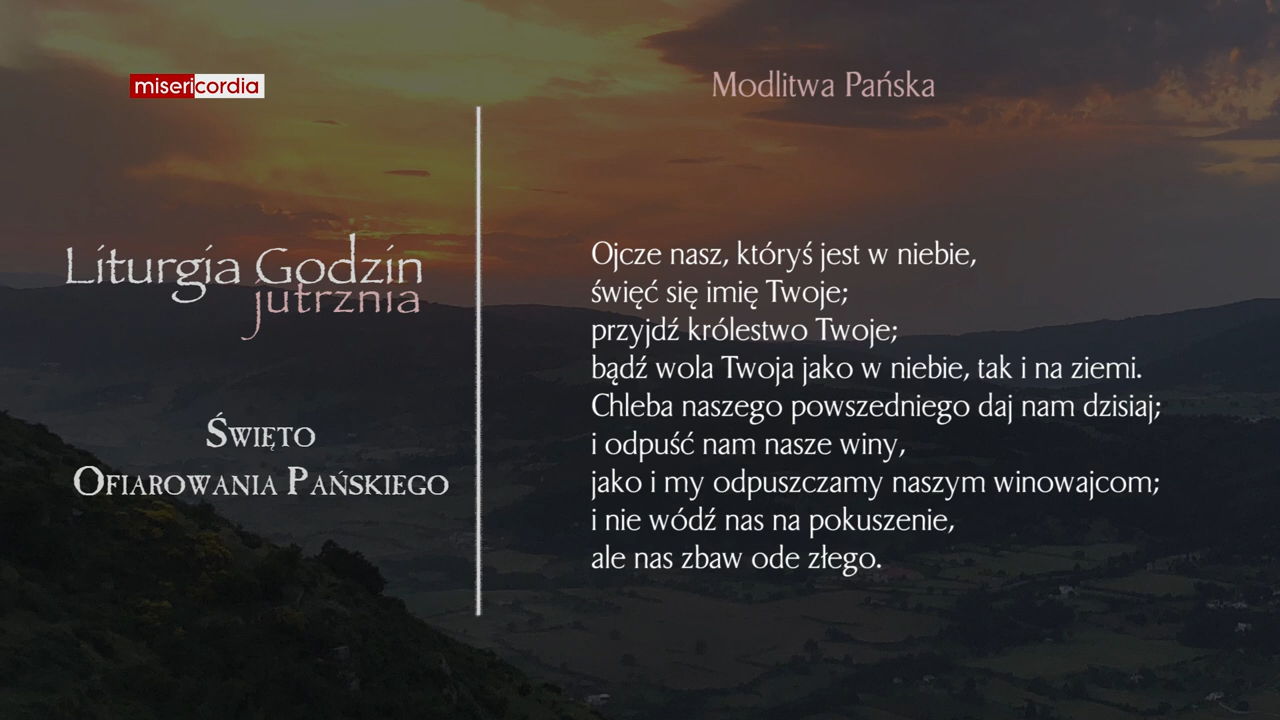 misericordia
Liturgia Godzin
jutrznia
Święto
Ofiarowania Pańskiego
Modlitwa Pańska
Ojcze nasz, któryś jest w niebie,
święć się imię Twoje;
przyjdź królestwo Twoje;
bądź wola Twoja jako w niebie, tak i na ziemi.
Chleba naszego powszedniego daj nam dzisiaj;
i odpuść nam nasze winy,
jako i my odpuszczamy naszym winowajcom;
i nie wódź nas na pokuszenie,
ale nas zbaw ode złego.